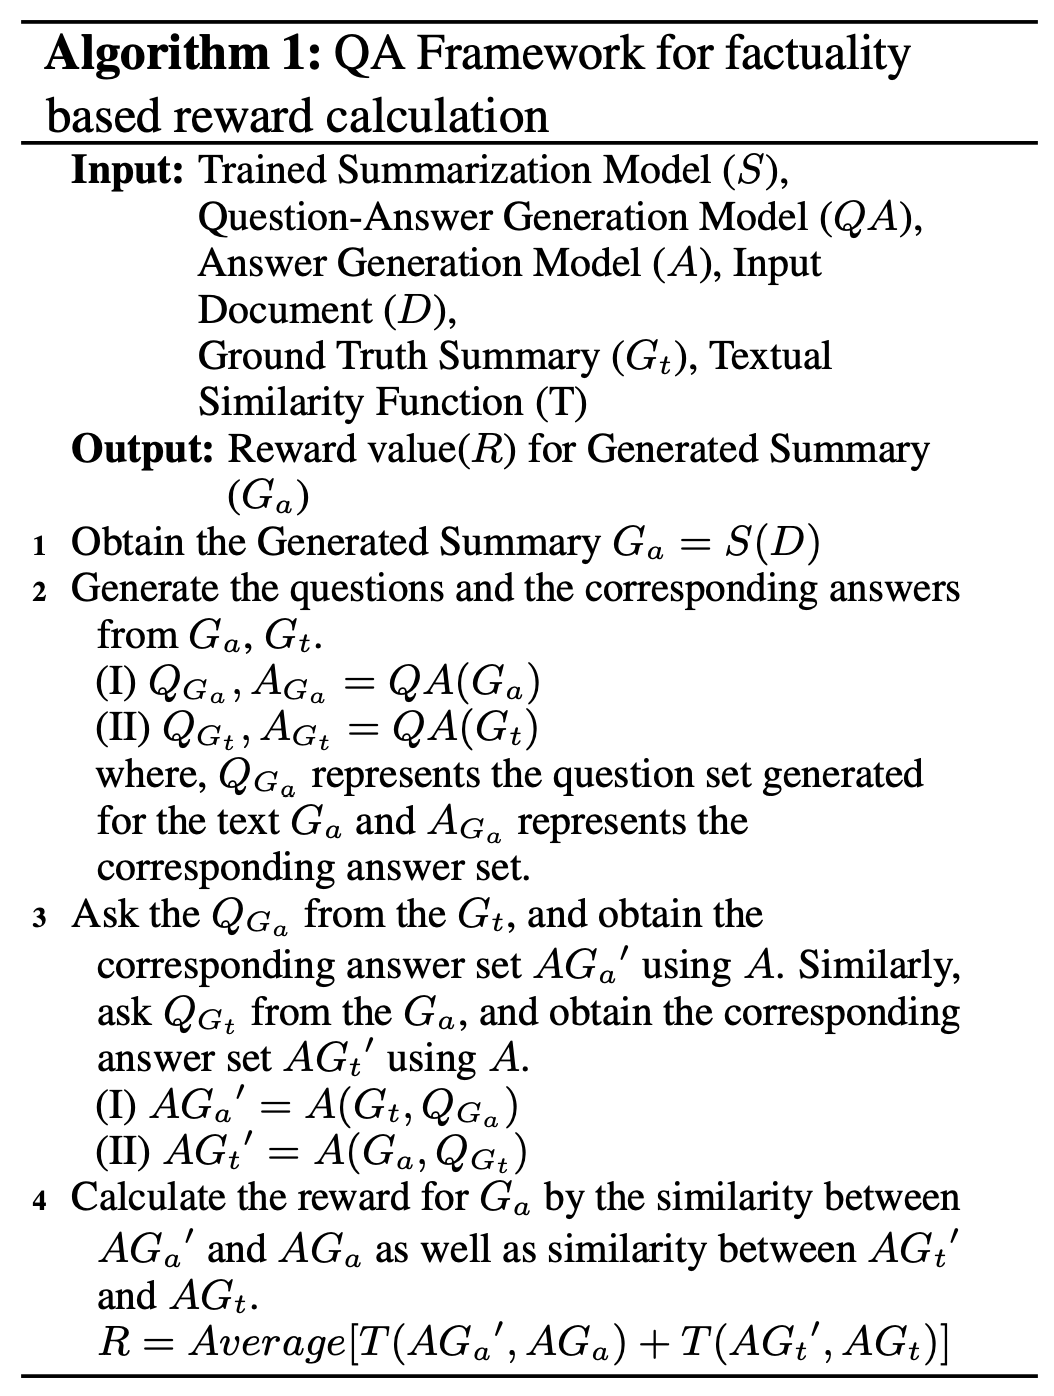 Algorithm 1: QA Framework for factuality
based reward calculation
Input: Trained Summarization Model (S),
Question-Answer Generation Model (QA),
Answer Generation Model (A), Input
Document (D),
Ground Truth Summary (G_t), Textual
Similarity Function (T)
Output: Reward value(R) for Generated Summary
(G_a)
1 Obtain the Generated Summary G_a = S(D)
2 Generate the questions and the corresponding answers
from G_a, G_t.
(I) Q_{G_a}, A_{G_a} = QA(G_a)
(II) Q_{G_t}, A_{G_t} = QA(G_t)
where, Q_{G_a} represents the question set generated
for the text G_a and A_{G_a} represents the
corresponding answer set.
3 Ask the Q_{G_a} from the G_t, and obtain the
corresponding answer set AG_a′ using A. Similarly,
ask Q_{G_t} from the G_a, and obtain the corresponding
answer set AG_t′ using A.
(I) AG_a′ = A(G_t, Q_{G_a})
(II) AG_t′ = A(G_a, Q_{G_t})
4 Calculate the reward for G_a by the similarity between
AG_a′ and AG_a as well as similarity between AG_t′
and AG_t.
R = Average[T(AG_a′, AG_a) + T(AG_t′, AG_t)]